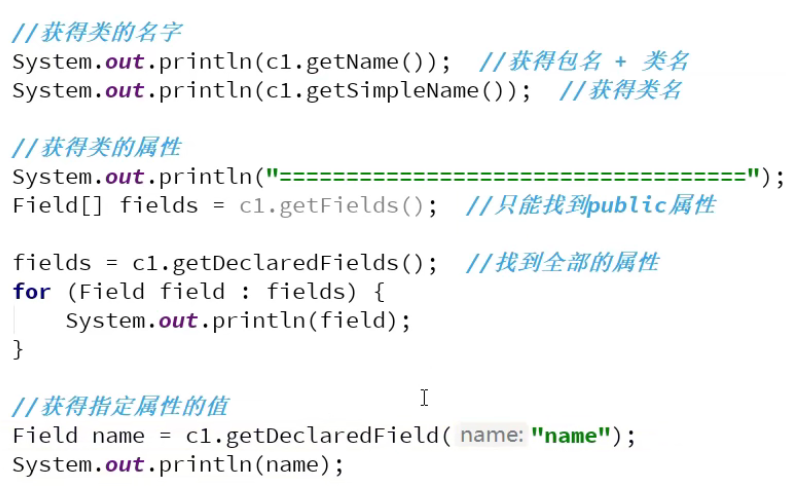 //获得类的名字
System.out.println(c1.getName());  //获得包名 + 类名
System.out.println(c1.getSimpleName());  //获得类名
//获得类的属性
System.out.println("===================================");
Field[] fields = c1.getFields();  //只能找到public属性
fields = c1.getDeclaredFields();  //找到全部的属性
for (Field field : fields) {
    System.out.println(field);
}
//获得指定属性的值
Field name = c1.getDeclaredField( name: "name");
System.out.println(name);